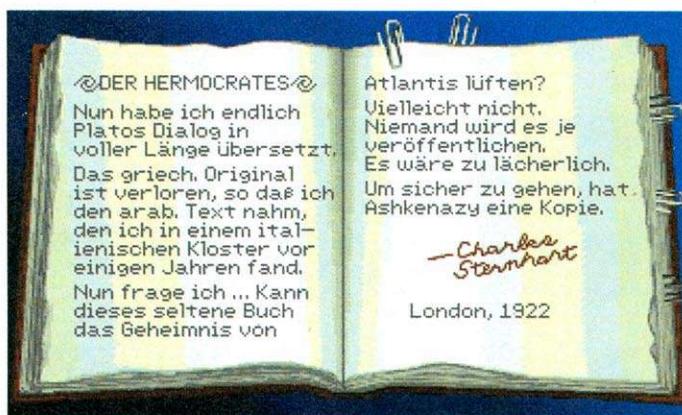 DER HERMOCRATES
Nun habe ich endlich
Platos Dialog in
voller Länge übersetzt.
Das griech. Original
ist verloren, so daß ich
den arab. Text nahm,
den ich in einem ital-
ienischen Kloster vor
einigen Jahren fand.
Nun frage ich ... Kann
dieses seltene Buch
das Geheimnis von
Atlantis lüften?
Vielleicht nicht.
Niemand wird es je
veröffentlichen.
Es wäre zu lächerlich.
Um sicher zu gehen, hat
Ashkenazy eine Kopie.
—Charles
Sternhart
London, 1922